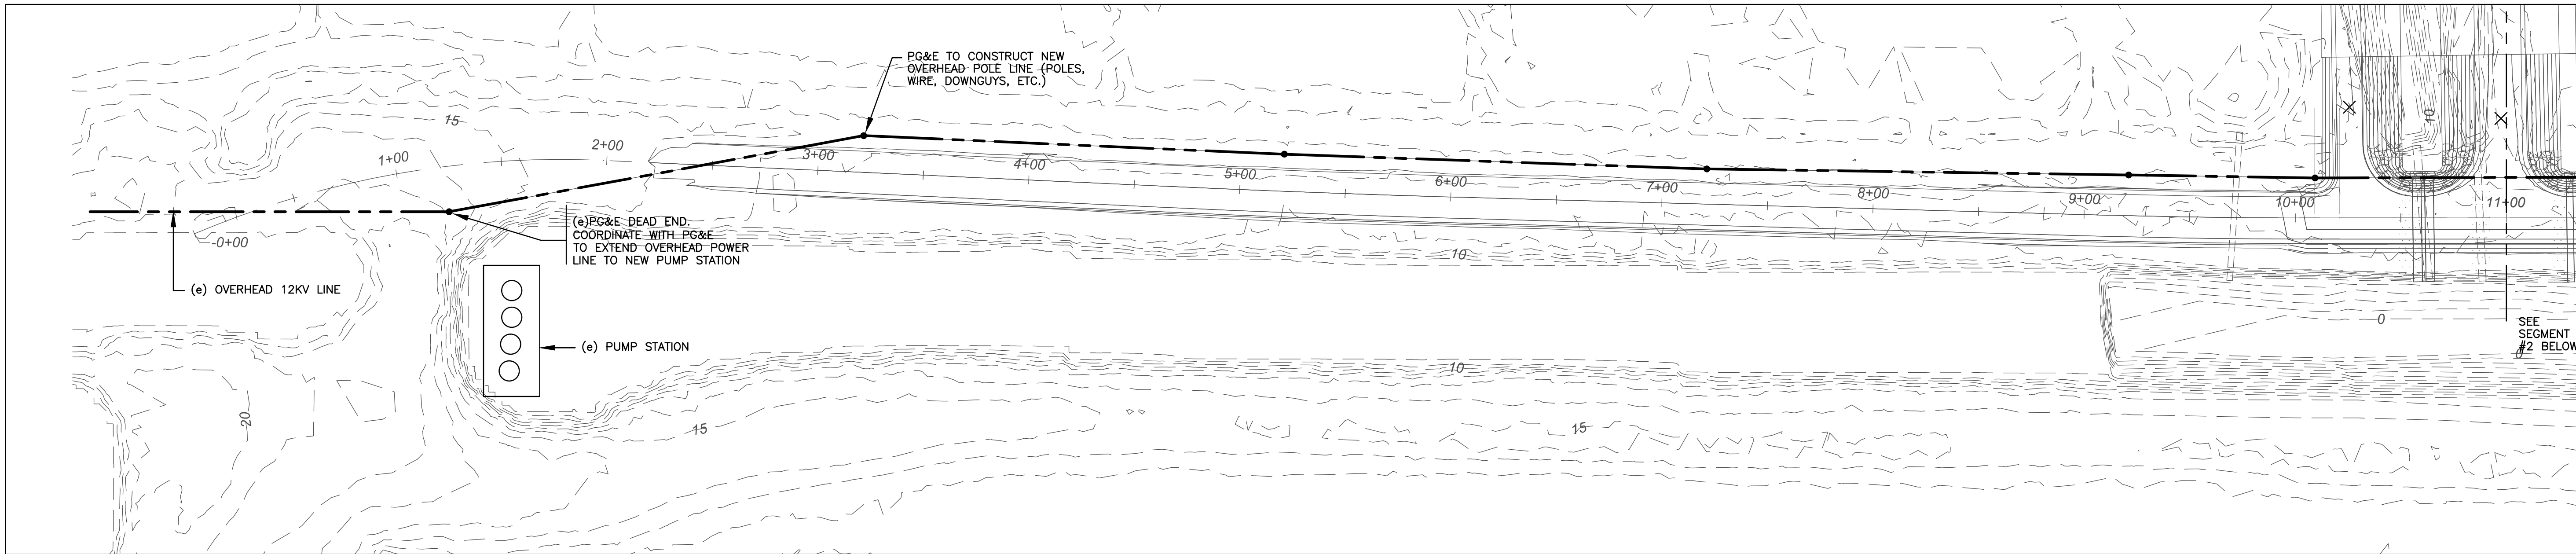 PG&E TO CONSTRUCT NEW
OVERHEAD POLE LINE (POLES,
WIRE, DOWNGUYS, ETC.)
15
1+00
2+00
3+00
4+00
5+00
6+00
7+00
8+00
9+00
10+00
11+00
10
-0+00
(e)PG&E DEAD END.
COORDINATE WITH PG&E
TO EXTEND OVERHEAD POWER
LINE TO NEW PUMP STATION
10
(e) OVERHEAD 12KV LINE
(e) PUMP STATION
0
SEE
SEGMENT
#2 BELOW
0
10
20
15
15